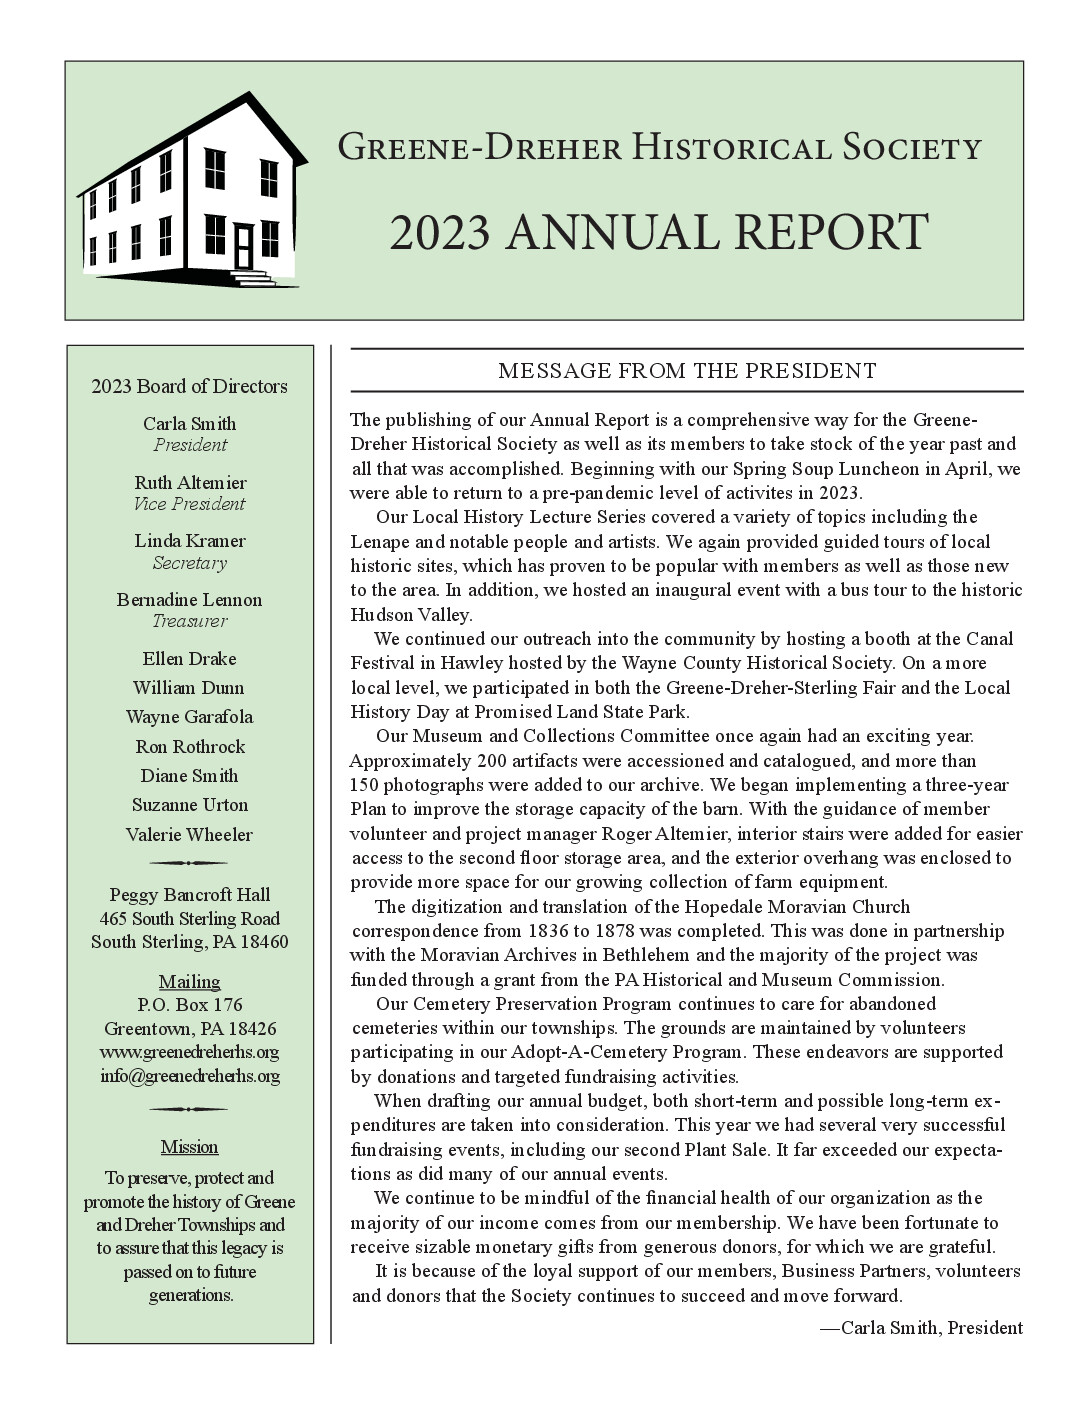 GREENE-DREHER HISTORICAL SOCIETY
2023 ANNUAL REPORT
2023 Board of Directors
Carla Smith
President
Ruth Altemier
Vice President
Linda Kramer
Secretary
Bernadine Lennon
Treasurer
Ellen Drake
William Dunn
Wayne Garafola
Ron Rothrock
Diane Smith
Suzanne Urton
Valerie Wheeler
Peggy Bancroft Hall
465 South Sterling Road
South Sterling, PA 18460
Mailing
P.O. Box 176
Greentown, PA 18426
www.greenedreherhs.org
info@greenedreherhs.org
Mission
To preserve, protect and
promote the history of Greene
and Dreher Townships and
to assure that this legacy is
passed on to future
generations.
MESSAGE FROM THE PRESIDENT
The publishing of our Annual Report is a comprehensive way for the Greene-
Dreher Historical Society as well as its members to take stock of the year past and
all that was accomplished. Beginning with our Spring Soup Luncheon in April, we
were able to return to a pre-pandemic level of activites in 2023.
Our Local History Lecture Series covered a variety of topics including the
Lenape and notable people and artists. We again provided guided tours of local
historic sites, which has proven to be popular with members as well as those new
to the area. In addition, we hosted an inaugural event with a bus tour to the historic
Hudson Valley.
We continued our outreach into the community by hosting a booth at the Canal
Festival in Hawley hosted by the Wayne County Historical Society. On a more
local level, we participated in both the Greene-Dreher-Sterling Fair and the Local
History Day at Promised Land State Park.
Our Museum and Collections Committee once again had an exciting year.
Approximately 200 artifacts were accessioned and catalogued, and more than
150 photographs were added to our archive. We began implementing a three-year
Plan to improve the storage capacity of the barn. With the guidance of member
volunteer and project manager Roger Altemier, interior stairs were added for easier
access to the second floor storage area, and the exterior overhang was enclosed to
provide more space for our growing collection of farm equipment.
The digitization and translation of the Hopedale Moravian Church
correspondence from 1836 to 1878 was completed. This was done in partnership
with the Moravian Archives in Bethlehem and the majority of the project was
funded through a grant from the PA Historical and Museum Commission.
Our Cemetery Preservation Program continues to care for abandoned
cemeteries within our townships. The grounds are maintained by volunteers
participating in our Adopt-A-Cemetery Program. These endeavors are supported
by donations and targeted fundraising activities.
When drafting our annual budget, both short-term and possible long-term ex-
penditures are taken into consideration. This year we had several very successful
fundraising events, including our second Plant Sale. It far exceeded our expecta-
tions as did many of our annual events.
We continue to be mindful of the financial health of our organization as the
majority of our income comes from our membership. We have been fortunate to
receive sizable monetary gifts from generous donors, for which we are grateful.
It is because of the loyal support of our members, Business Partners, volunteers
and donors that the Society continues to succeed and move forward.
—Carla Smith, President